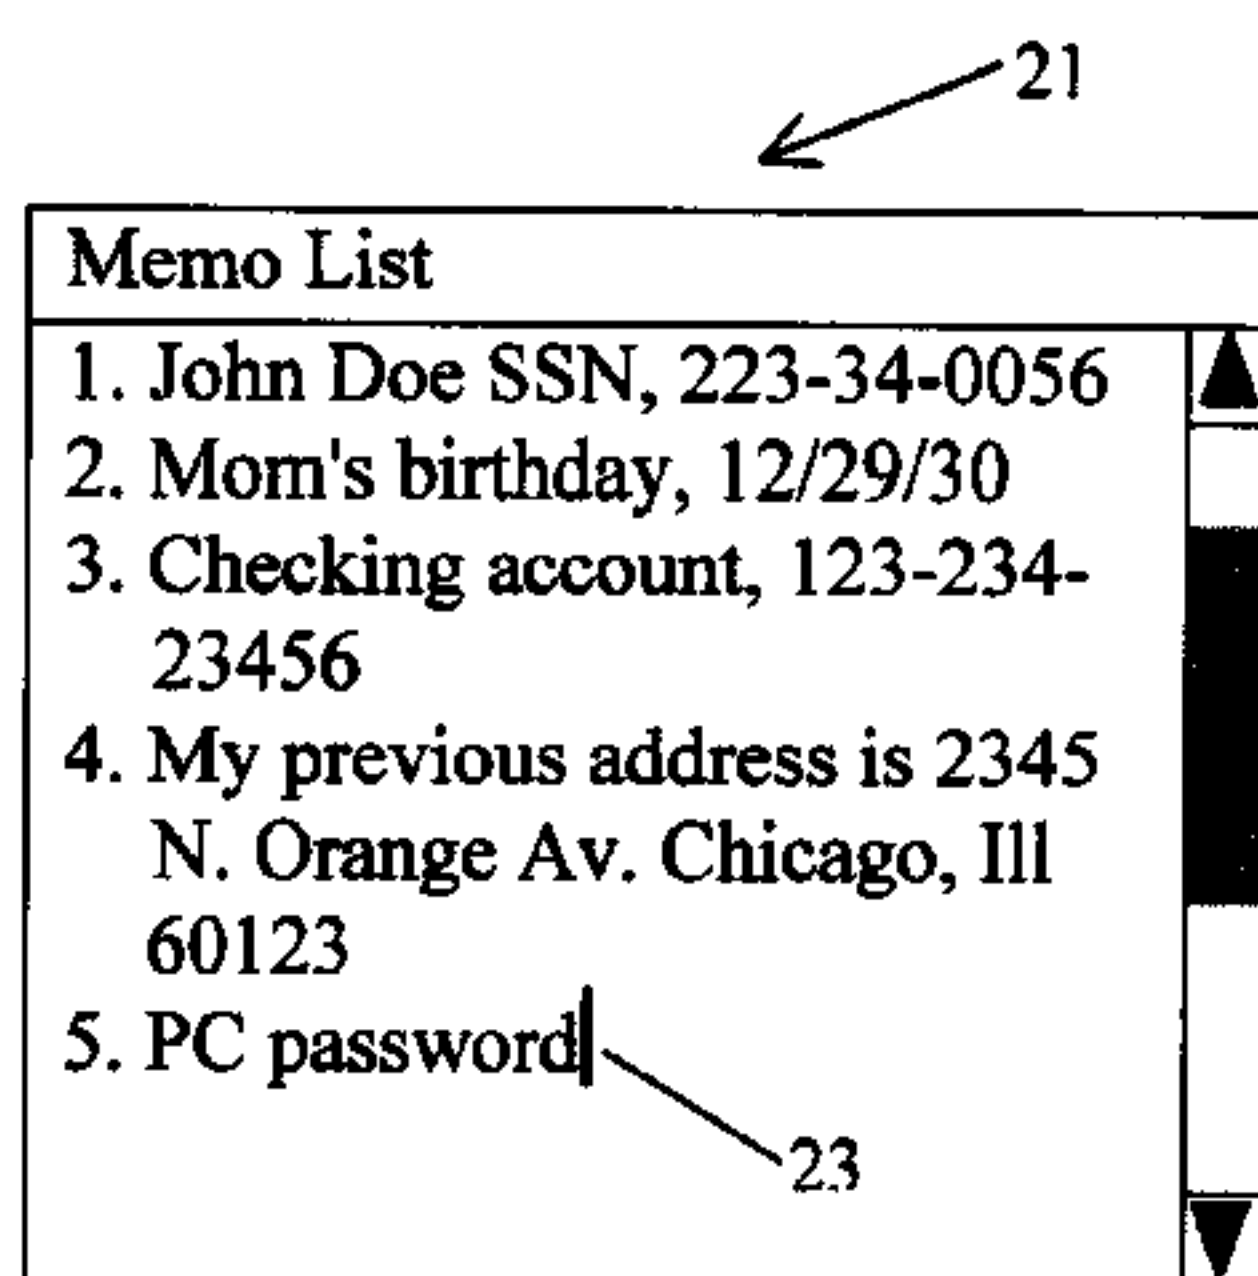 21
Memo List
1. John Doe SSN, 223-34-0056
2. Mom's birthday, 12/29/30
3. Checking account, 123-234-
23456
4. My previous address is 2345
N. Orange Av. Chicago, Ill
60123
5. PC password
23